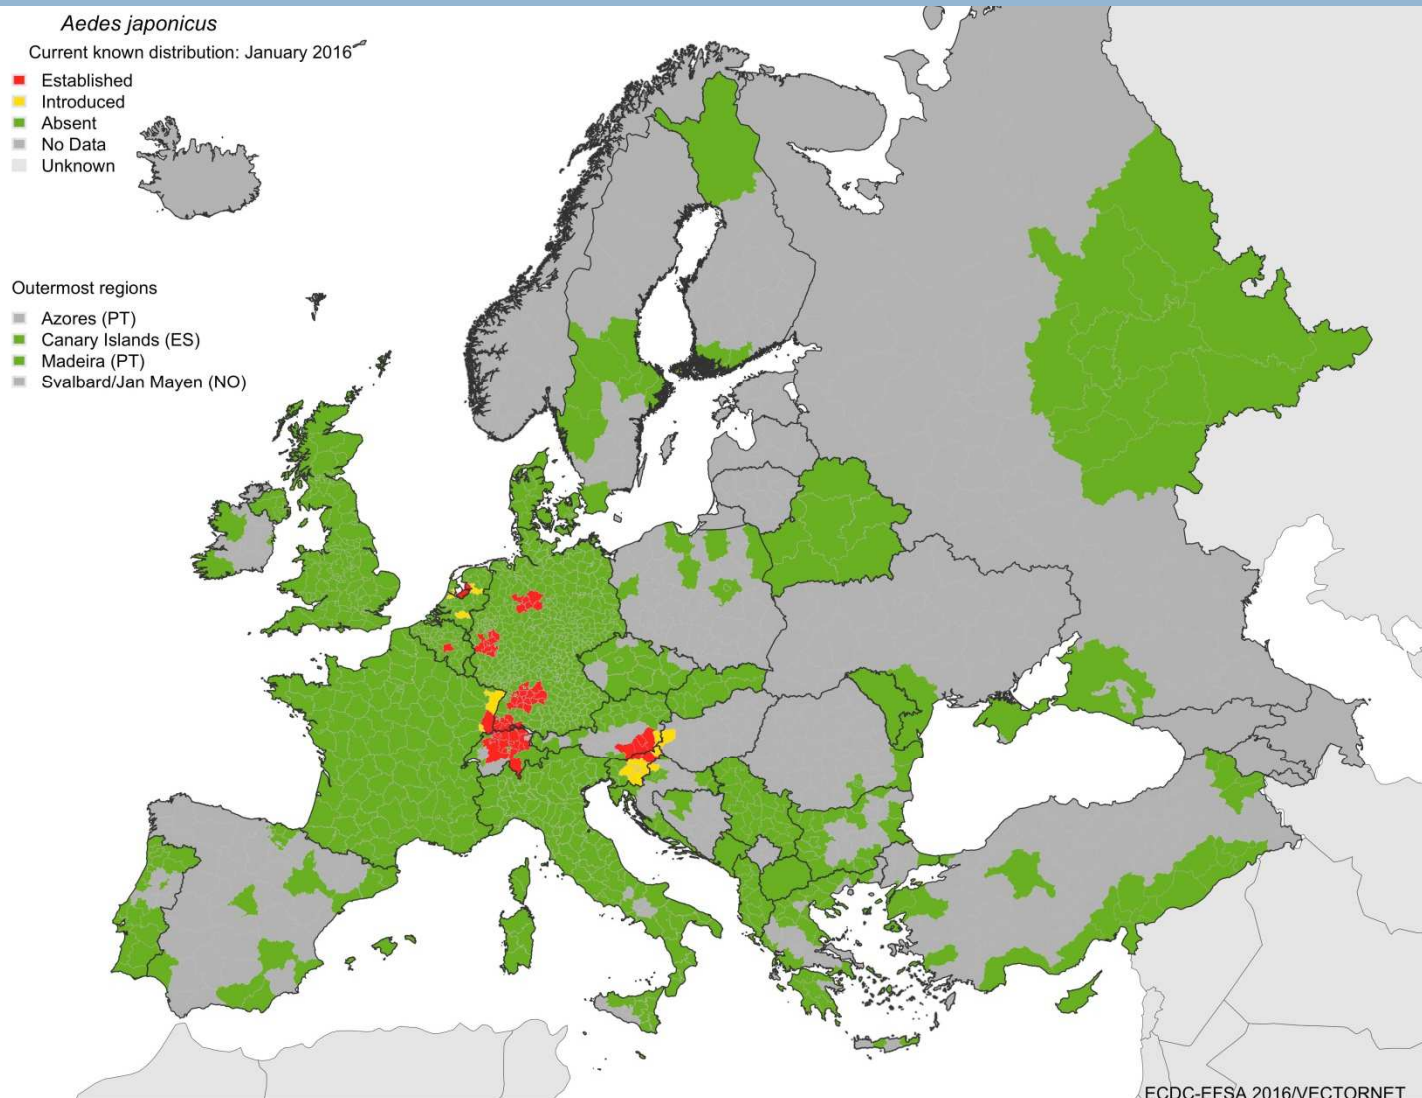 Aedes japonicus
Current known distribution: January 2016
Established
Introduced
Absent
No Data
Unknown
Outermost regions
Azores (PT)
Canary Islands (ES)
Madeira (PT)
Svalbard/Jan Mayen (NO)
ECDC-EFSA 2016/VECTORNET